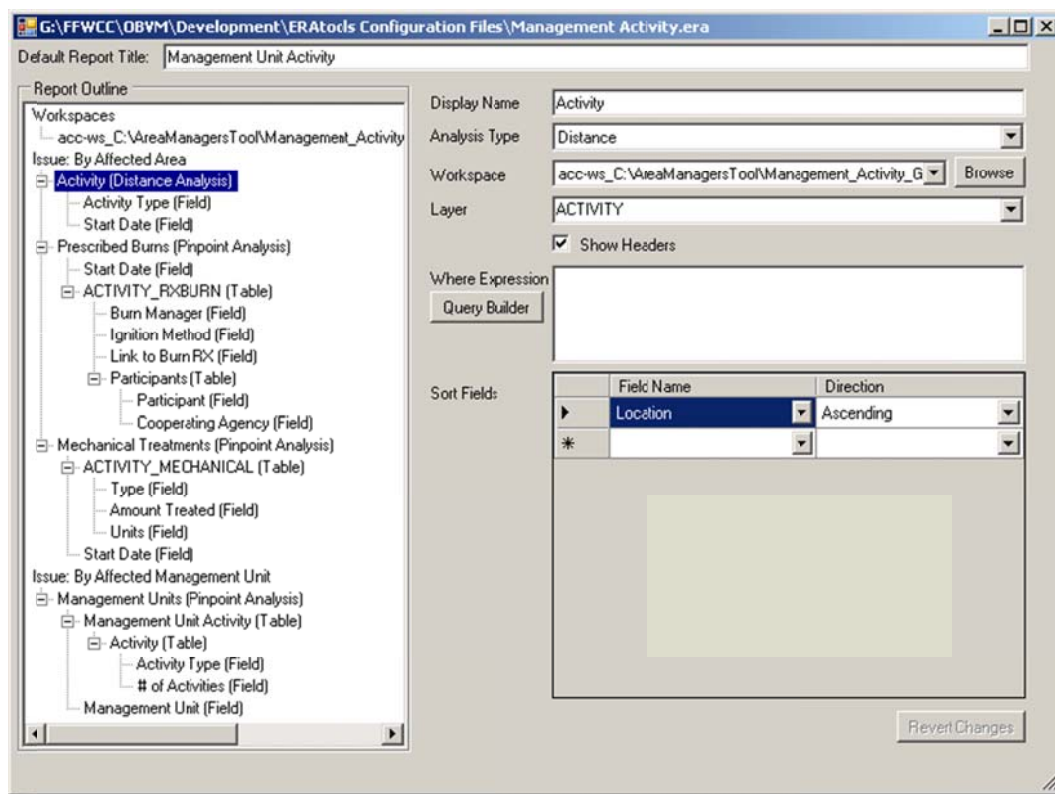 G:\FFWCC\OBVM\Development\ERAtools Configuration Files\Management Activity.era
Default Report Title: Management Unit Activity
Report Outline
Workspaces
acc-ws_C:\AreaManagersTool\Management_Activity
Issue: By Affected Area
Activity (Distance Analysis)
Activity Type (Field)
Start Date (Field)
Prescribed Burns (Pinpoint Analysis)
Start Date (Field)
ACTIVITY_RXBURN (Table)
Burn Manager (Field)
Ignition Method (Field)
Link to Burn RX (Field)
Participants (Table)
Participant (Field)
Cooperating Agency (Field)
Mechanical Treatments (Pinpoint Analysis)
ACTIVITY_MECHANICAL (Table)
Type (Field)
Amount Treated (Field)
Units (Field)
Start Date (Field)
Issue: By Affected Management Unit
Management Units (Pinpoint Analysis)
Management Unit Activity (Table)
Activity (Table)
Activity Type (Field)
# of Activities (Field)
Management Unit (Field)
Display Name Activity
Analysis Type Distance
Workspace acc-ws_C:\AreaManagersTool\Management_Activity_G Browse
Layer ACTIVITY
Show Headers
Where Expression
Query Builder
Sort Fields
Field Name Direction
Location Ascending
Revert Changes